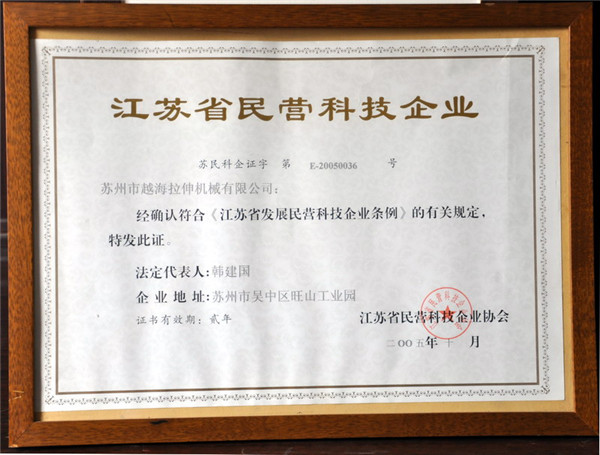 江苏省民营科技企业
苏民科企证字 第 E-20050036 号
苏州市越海拉伸机械有限公司：
经确认符合《江苏省发展民营科技企业条例》的有关规定，
特发此证。
法定代表人：韩建国
企业地址：苏州市吴中区旺山工业园
证书有效期：贰年
江苏省民营科技企业协会
二〇〇五年十 月